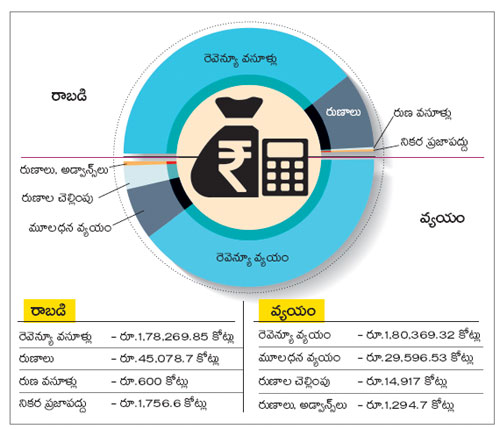 రెవెన్యూ వసూళ్లు
రాబడి
రుణాలు
రుణ వసూళ్లు
నికర ప్రజాపద్దు
రుణాలు, అడ్వాన్స్‌లు
రుణాల చెల్లింపు
మూలధన వ్యయం
వ్యయం
రెవెన్యూ వ్యయం
రాబడి
రెవెన్యూ వసూళ్లు – రూ.1,78,269.85 కోట్లు
రుణాలు – రూ.45,078.7 కోట్లు
రుణ వసూళ్లు – రూ.600 కోట్లు
నికర ప్రజాపద్దు – రూ.1,756.6 కోట్లు
వ్యయం
రెవెన్యూ వ్యయం – రూ.1,80,369.32 కోట్లు
మూలధన వ్యయం – రూ.29,596.53 కోట్లు
రుణాల చెల్లింపు – రూ.14,917 కోట్లు
రుణాలు, అడ్వాన్స్‌లు – రూ.1,294.7 కోట్లు